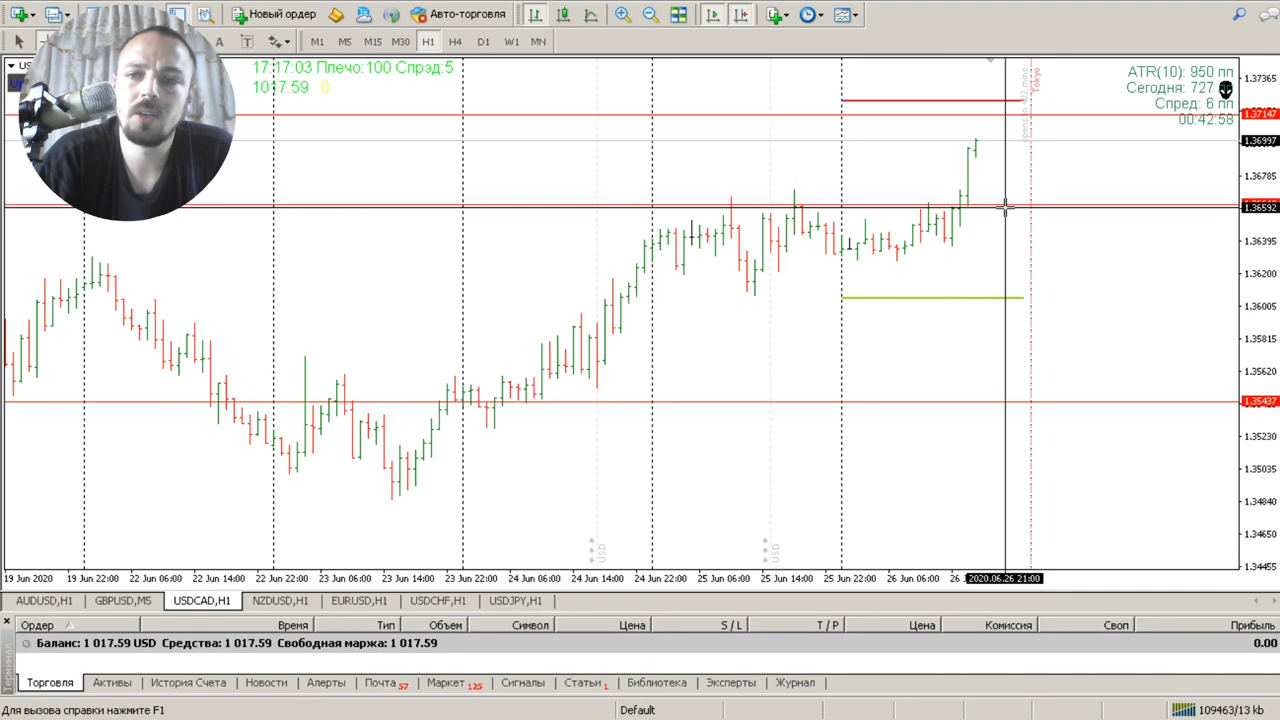 Новый ордер
Авто-торговля
A
T
M1 M5 M15 M30 H1 H4 D1 W1 MN
17:17:03 Плечо:100 Спрэд:5
1017.59 0
ATR(10): 950 пп
Сегодня: 727 пп
Спред: 6 пп
00:42:58
Tokyo
1.37365
1.37147
1.36997
1.36785
1.36592
1.36395
1.36200
1.36005
1.35815
1.35620
1.35437
1.35230
1.35035
1.34840
1.34650
1.34455
*** USD
*** USD
19 Jun 2020 19 Jun 22:00 22 Jun 06:00 22 Jun 14:00 22 Jun 22:00 23 Jun 06:00 23 Jun 14:00 23 Jun 22:00 24 Jun 06:00 24 Jun 14:00 24 Jun 22:00 25 Jun 06:00 25 Jun 14:00 25 Jun 22:00 26 Jun 06:00 26 2020.06.26 21:00
AUDUSD,H1 GBPUSD,M5 USDCAD,H1 NZDUSD,H1 EURUSD,H1 USDCHF,H1 USDJPY,H1
Ордер Время Тип Объем Символ Цена S / L T / P Цена Комиссия Своп Прибыль
Баланс: 1 017.59 USD Средства: 1 017.59 Свободная маржа: 1 017.59 0.00
Терминал
Торговля Активы История Счета Новости Алерты Почта 57 Маркет 125 Сигналы Статьи 1 Библиотека Эксперты Журнал
Для вызова справки нажмите F1 Default 109463/13 kb